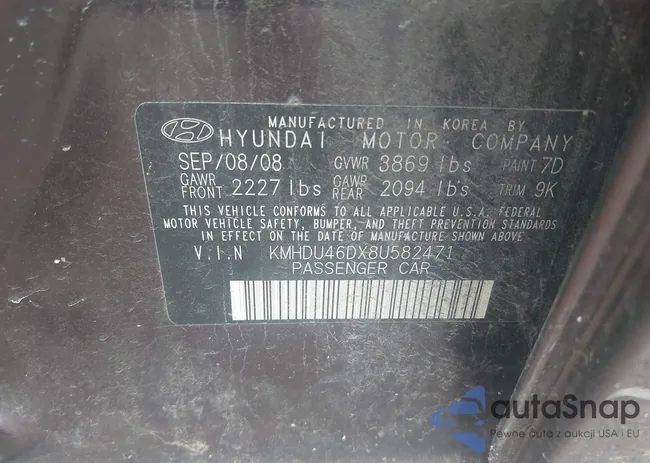 MANUFACTURED IN KOREA BY
HYUNDAI MOTOR COMPANY
SEP/08/08 GVWR 3869 lbs PAINT 7D
GAWR FRONT 2227 lbs GAWR REAR 2094 lbs TRIM 9K
THIS VEHICLE CONFORMS TO ALL APPLICABLE U.S.A. FEDERAL
MOTOR VEHICLE SAFETY, BUMPER, AND THEFT PREVENTION STANDARDS
IN EFFECT ON THE DATE OF MANUFACTURE SHOWN ABOVE.
V.I.N KMHDU46DX8U582471
PASSENGER CAR
autoSnap
Pewne auta z aukcji USA i EU